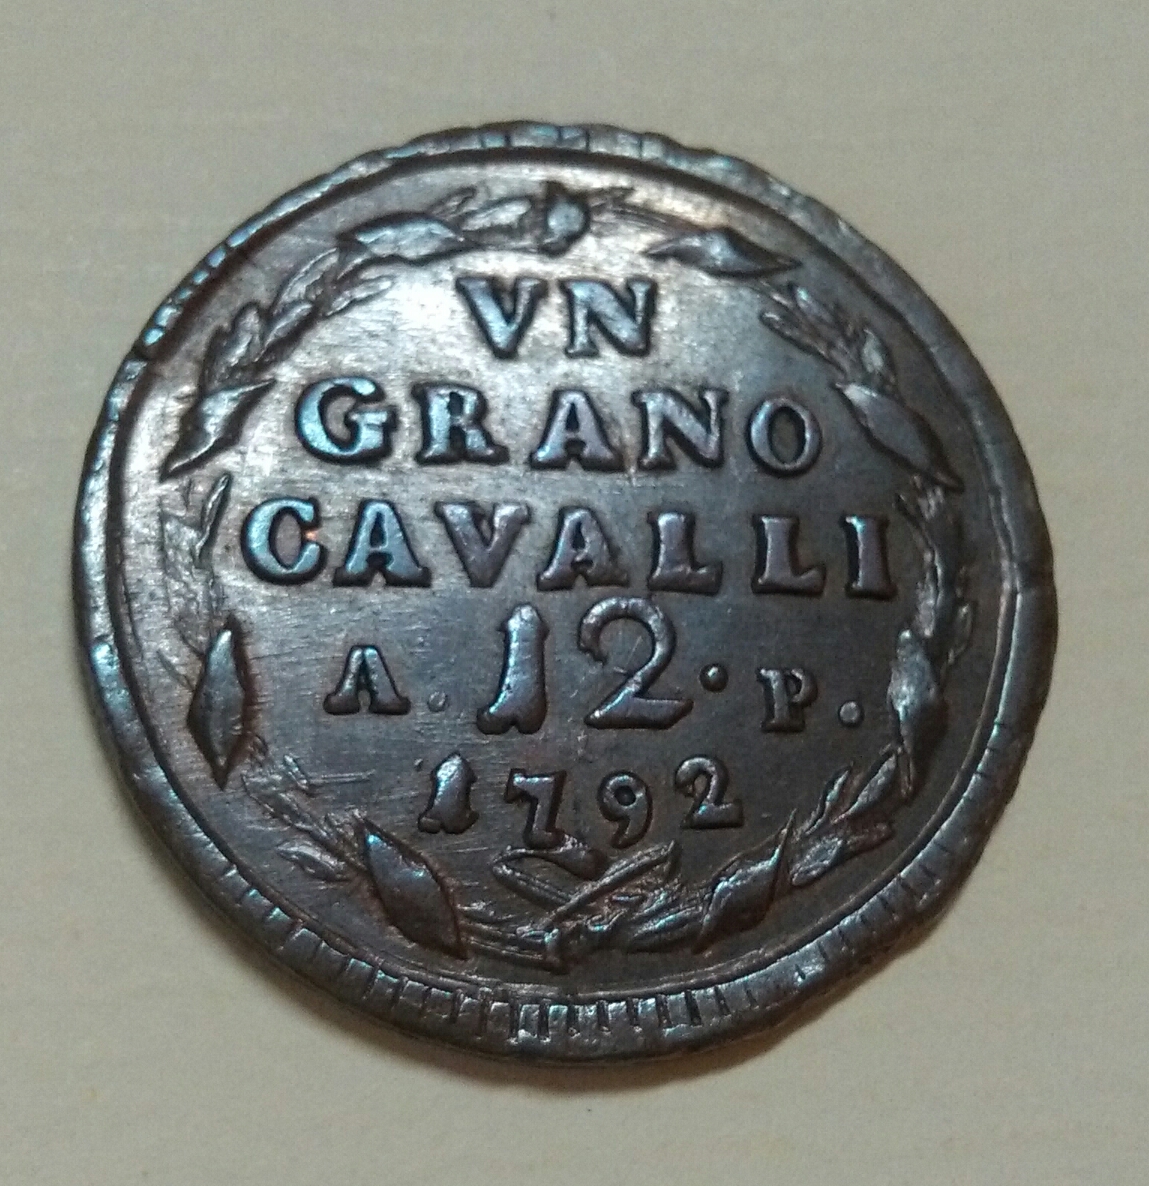 VN
GRANO
CAVALLI
A. 12. P.
1792